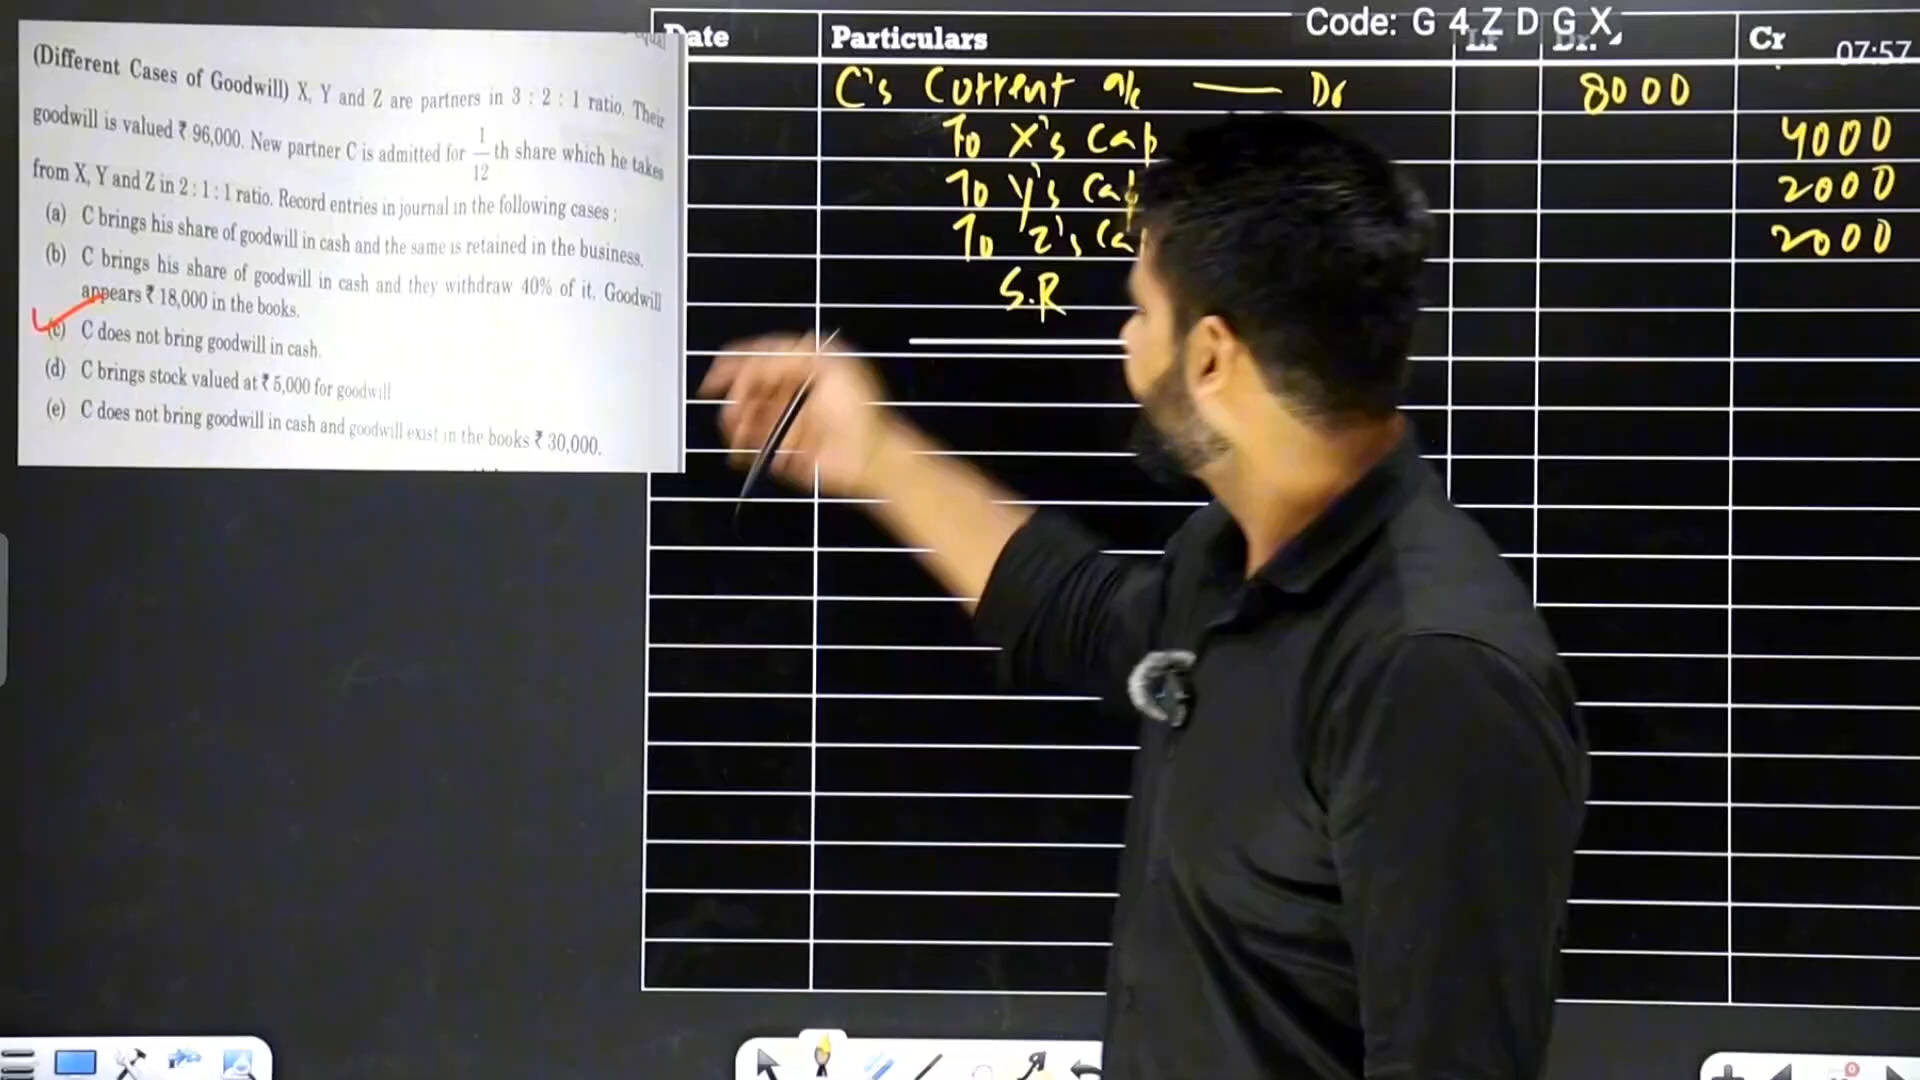 (Different Cases of Goodwill) X, Y and Z are partners in 3 : 2 : 1 ratio. Their
goodwill is valued ₹ 96,000. New partner C is admitted for 1/12 th share which he takes
from X, Y and Z in 2 : 1 : 1 ratio. Record entries in journal in the following cases :
(a) C brings his share of goodwill in cash and the same is retained in the business.
(b) C brings his share of goodwill in cash and they withdraw 40% of it. Goodwill
appears ₹ 18,000 in the books.
(c) C does not bring goodwill in cash.
(d) C brings stock valued at ₹ 5,000 for goodwill
(e) C does not bring goodwill in cash and goodwill exist in the books ₹ 30,000.
Code: G 4 Z D G X
07:57
Date Particulars LF Dr. Cr
C's Current a/c Dr 8000
To X's Cap 4000
To Y's Cap 2000
To Z's Ca 2000
S.R